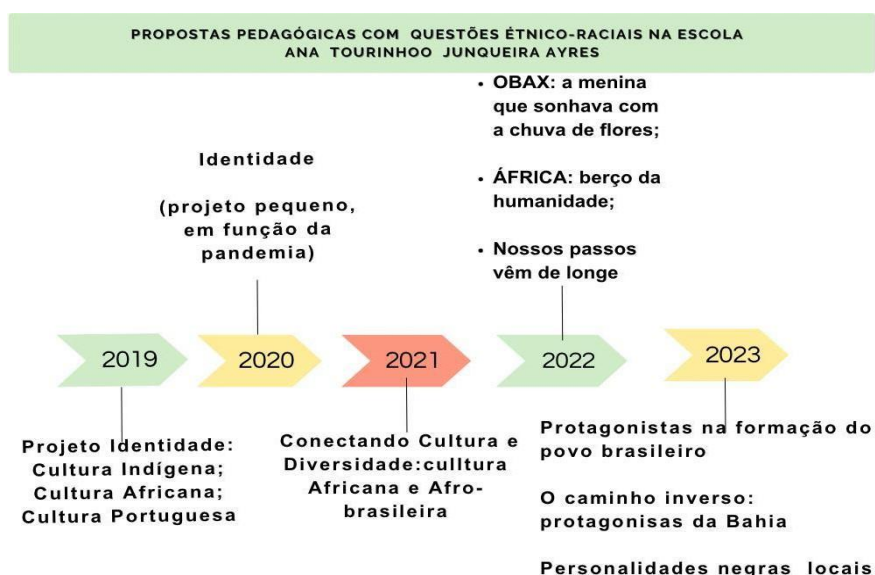 PROPOSTAS PEDAGÓGICAS COM QUESTÕES ÉTNICO-RACIAIS NA ESCOLA
ANA TOURINHOO JUNQUEIRA AYRES
Identidade
(projeto pequeno,
em função da
pandemia)
• OBAX: a menina
que sonhava com
a chuva de flores;
• ÁFRICA: berço da
humanidade;
• Nossos passos
vêm de longe
2019
2020
2021
2022
2023
Projeto Identidade:
Cultura Indígena;
Cultura Africana;
Cultura Portuguesa
Conectando Cultura e
Diversidade:culltura
Africana e Afro-
brasileira
Protagonistas na formação do
povo brasileiro
O caminho inverso:
protagonisas da Bahia
Personalidades negras locais